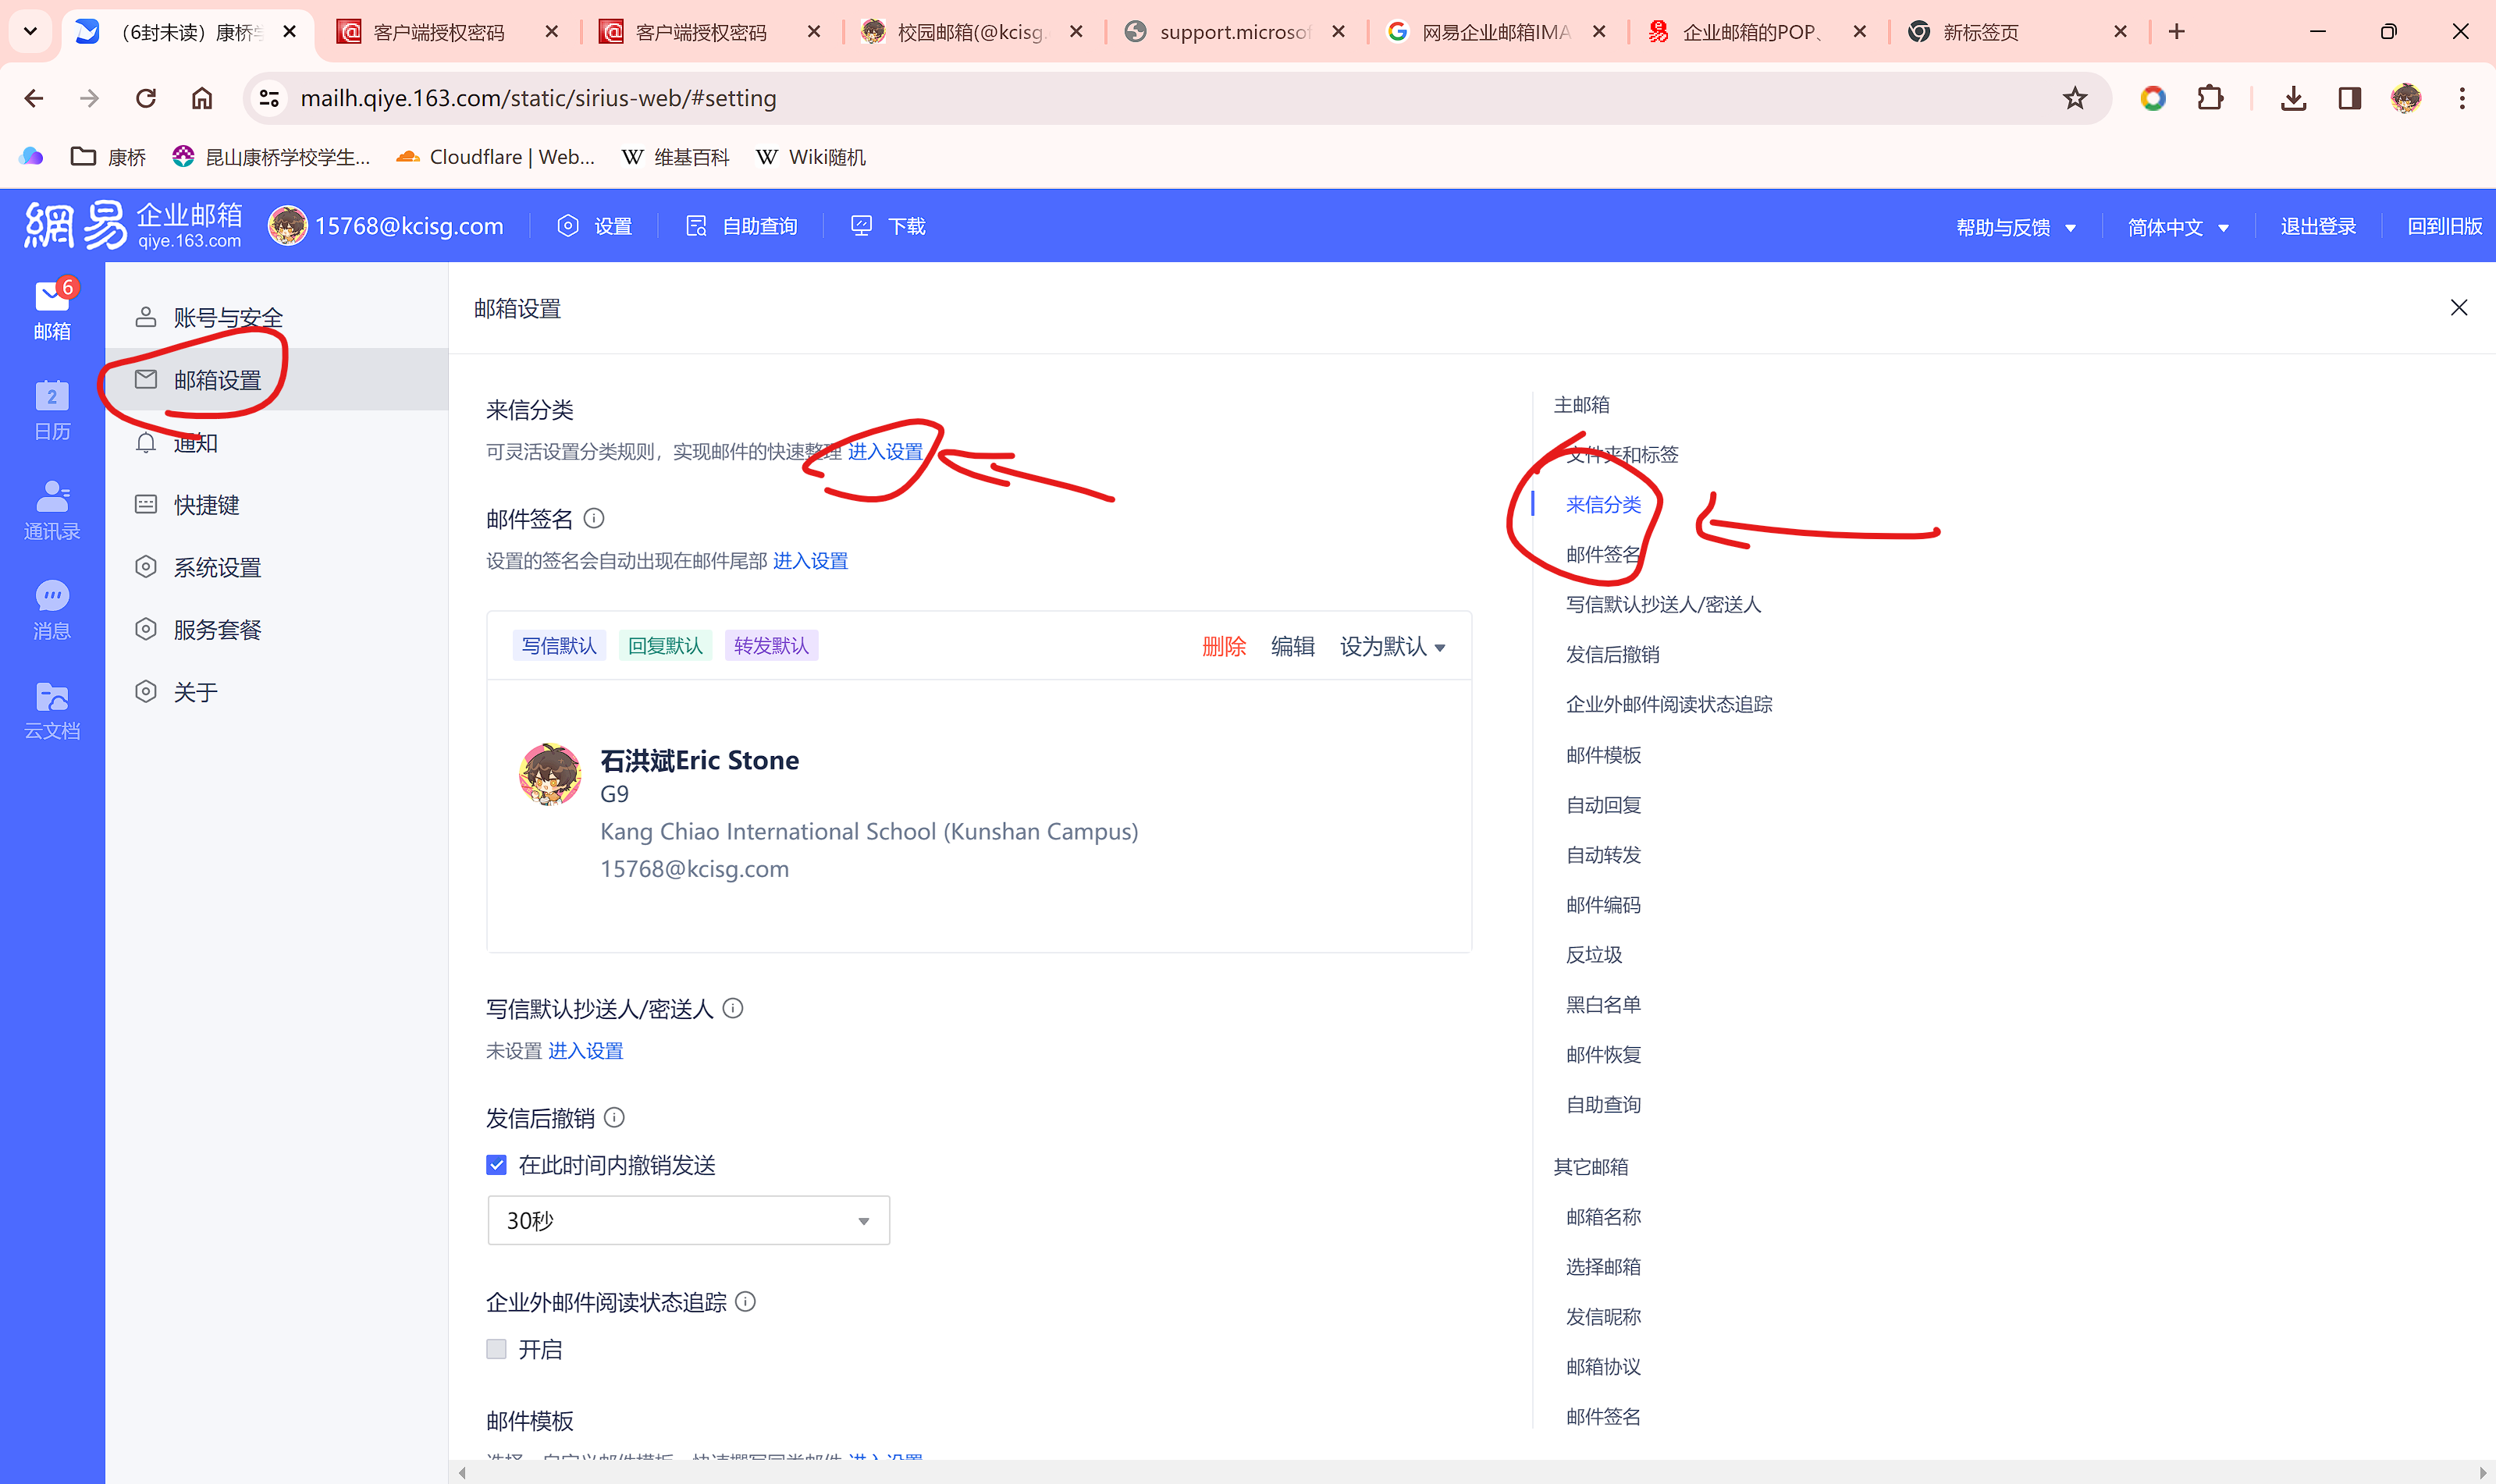 （6封未读）康桥学
客户端授权密码
客户端授权密码
校园邮箱(@kcisg.
support.microsof
网易企业邮箱IMA
企业邮箱的POP、
新标签页
mailh.qiye.163.com/static/sirius-web/#setting
康桥
昆山康桥学校学生...
Cloudflare | Web...
W 维基百科
W Wiki随机
網易 企业邮箱
qiye.163.com
15768@kcisg.com
设置
自助查询
下载
帮助与反馈
简体中文
退出登录
回到旧版
6
邮箱
2
日历
通讯录
消息
云文档
账号与安全
邮箱设置
通知
快捷键
系统设置
服务套餐
关于
邮箱设置
来信分类
可灵活设置分类规则，实现邮件的快速整理 进入设置
邮件签名
设置的签名会自动出现在邮件尾部 进入设置
写信默认 回复默认 转发默认 删除 编辑 设为默认
石洪斌Eric Stone
G9
Kang Chiao International School (Kunshan Campus)
15768@kcisg.com
写信默认抄送人/密送人
未设置 进入设置
发信后撤销
在此时间内撤销发送
30秒
企业外邮件阅读状态追踪
开启
邮件模板
主邮箱
文件夹和标签
来信分类
邮件签名
写信默认抄送人/密送人
发信后撤销
企业外邮件阅读状态追踪
邮件模板
自动回复
自动转发
邮件编码
反垃圾
黑白名单
邮件恢复
自助查询
其它邮箱
邮箱名称
选择邮箱
发信昵称
邮箱协议
邮件签名